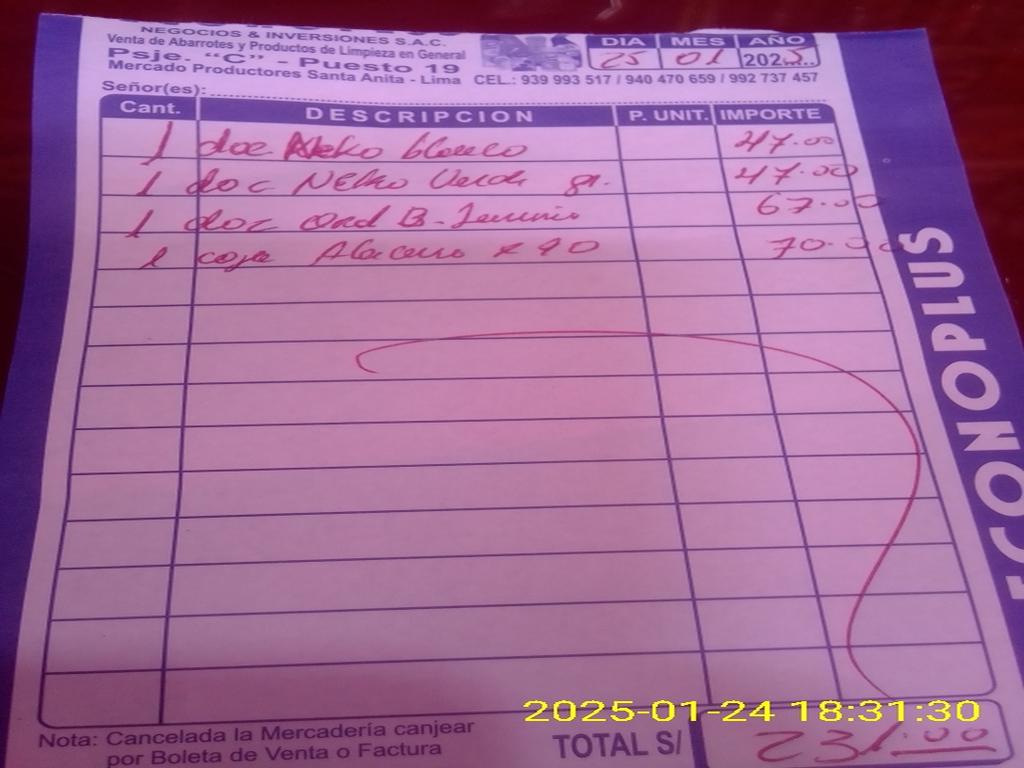 NEGOCIOS & INVERSIONES S.A.C.
Venta de Abarrotes y Productos de Limpieza en General
Psje. "C" - Puesto 19
Mercado Productores Santa Anita - Lima
CEL.: 939 993 517 / 940 470 659 / 992 737 457
DIA MES AÑO
25 01 2025..
Señor(es):
Cant. DESCRIPCION P. UNIT. IMPORTE
1 doc Neko blanco 47.00
1 doc Neko Verde gr. 47.00
1 doc B. 67.00
1 caja x 90 70.00
ECONOPLUS
Nota: Cancelada la Mercadería canjear
por Boleta de Venta o Factura
TOTAL S/ 231.00
2025-01-24 18:31:30